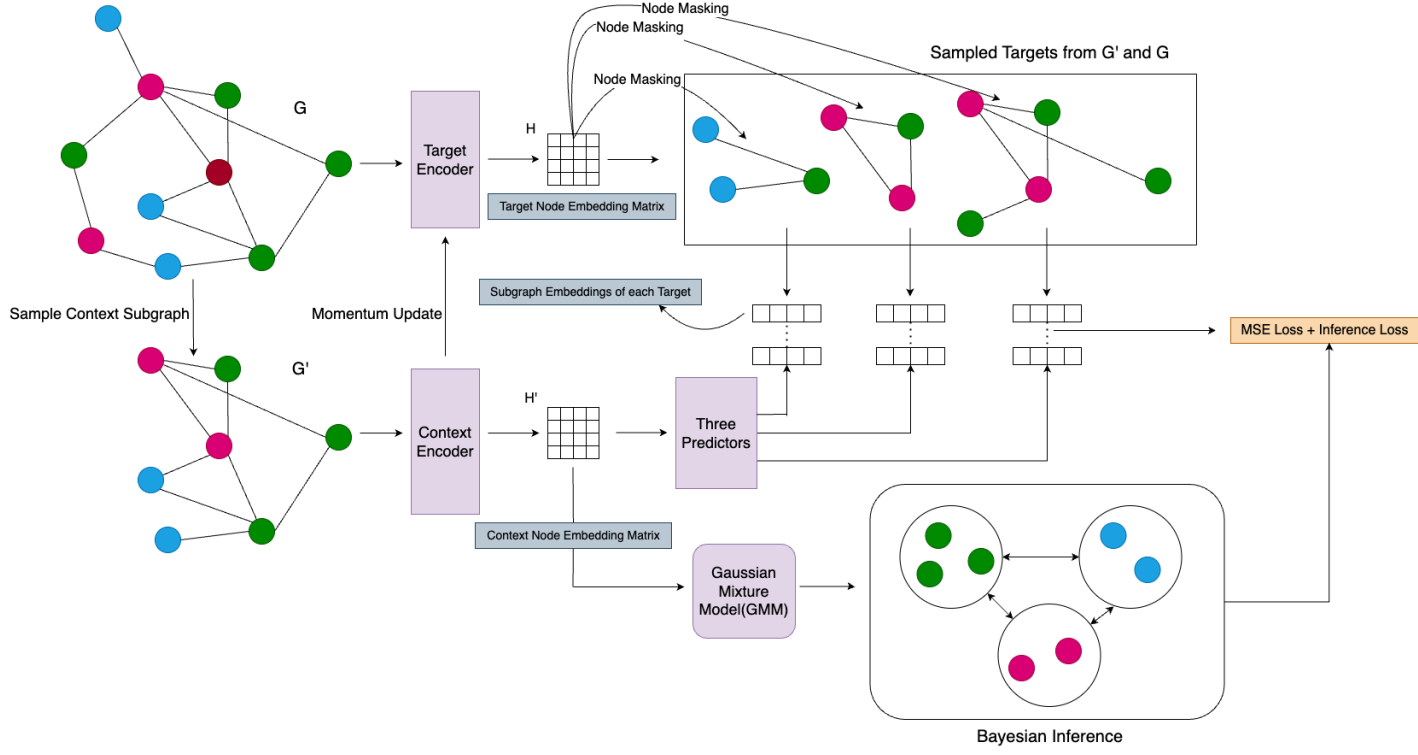 Node Masking
Node Masking
Sampled Targets from G' and G
Node Masking
G
H
Target
Encoder
Target Node Embedding Matrix
Subgraph Embeddings of each Target
Sample Context Subgraph
Momentum Update
MSE Loss + Inference Loss
G'
H'
Context
Encoder
Three
Predictors
Context Node Embedding Matrix
Gaussian
Mixture
Model(GMM)
Bayesian Inference